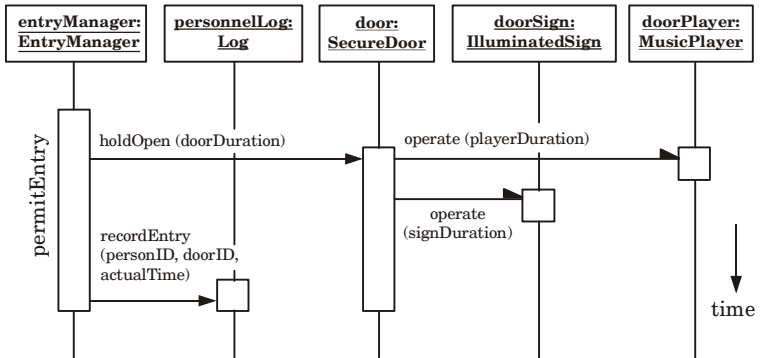 entryManager:
EntryManager
personnelLog:
Log
door:
SecureDoor
doorSign:
IlluminatedSign
doorPlayer:
MusicPlayer
permitEntry
holdOpen (doorDuration)
operate (playerDuration)
operate
(signDuration)
recordEntry
(personID, doorID,
actualTime)
time